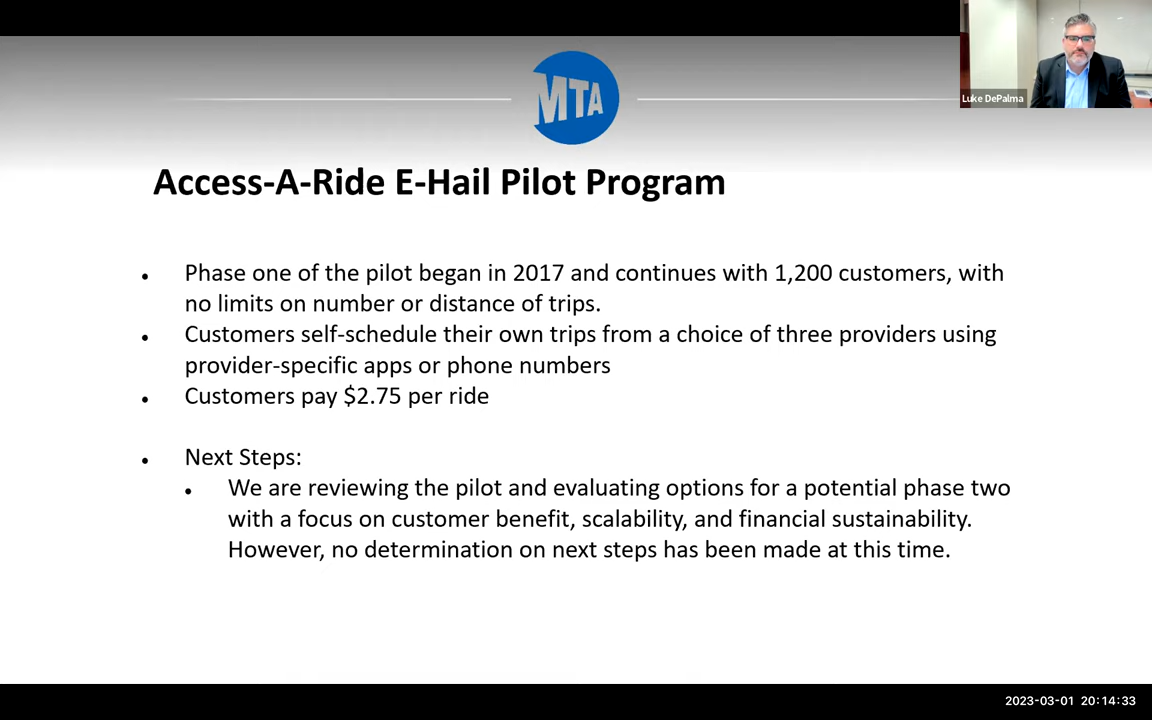 MTA
Luke DePalma
Access-A-Ride E-Hail Pilot Program
• Phase one of the pilot began in 2017 and continues with 1,200 customers, with
no limits on number or distance of trips.
• Customers self-schedule their own trips from a choice of three providers using
provider-specific apps or phone numbers
• Customers pay $2.75 per ride
• Next Steps:
• We are reviewing the pilot and evaluating options for a potential phase two
with a focus on customer benefit, scalability, and financial sustainability.
However, no determination on next steps has been made at this time.
2023-03-01 20:14:33